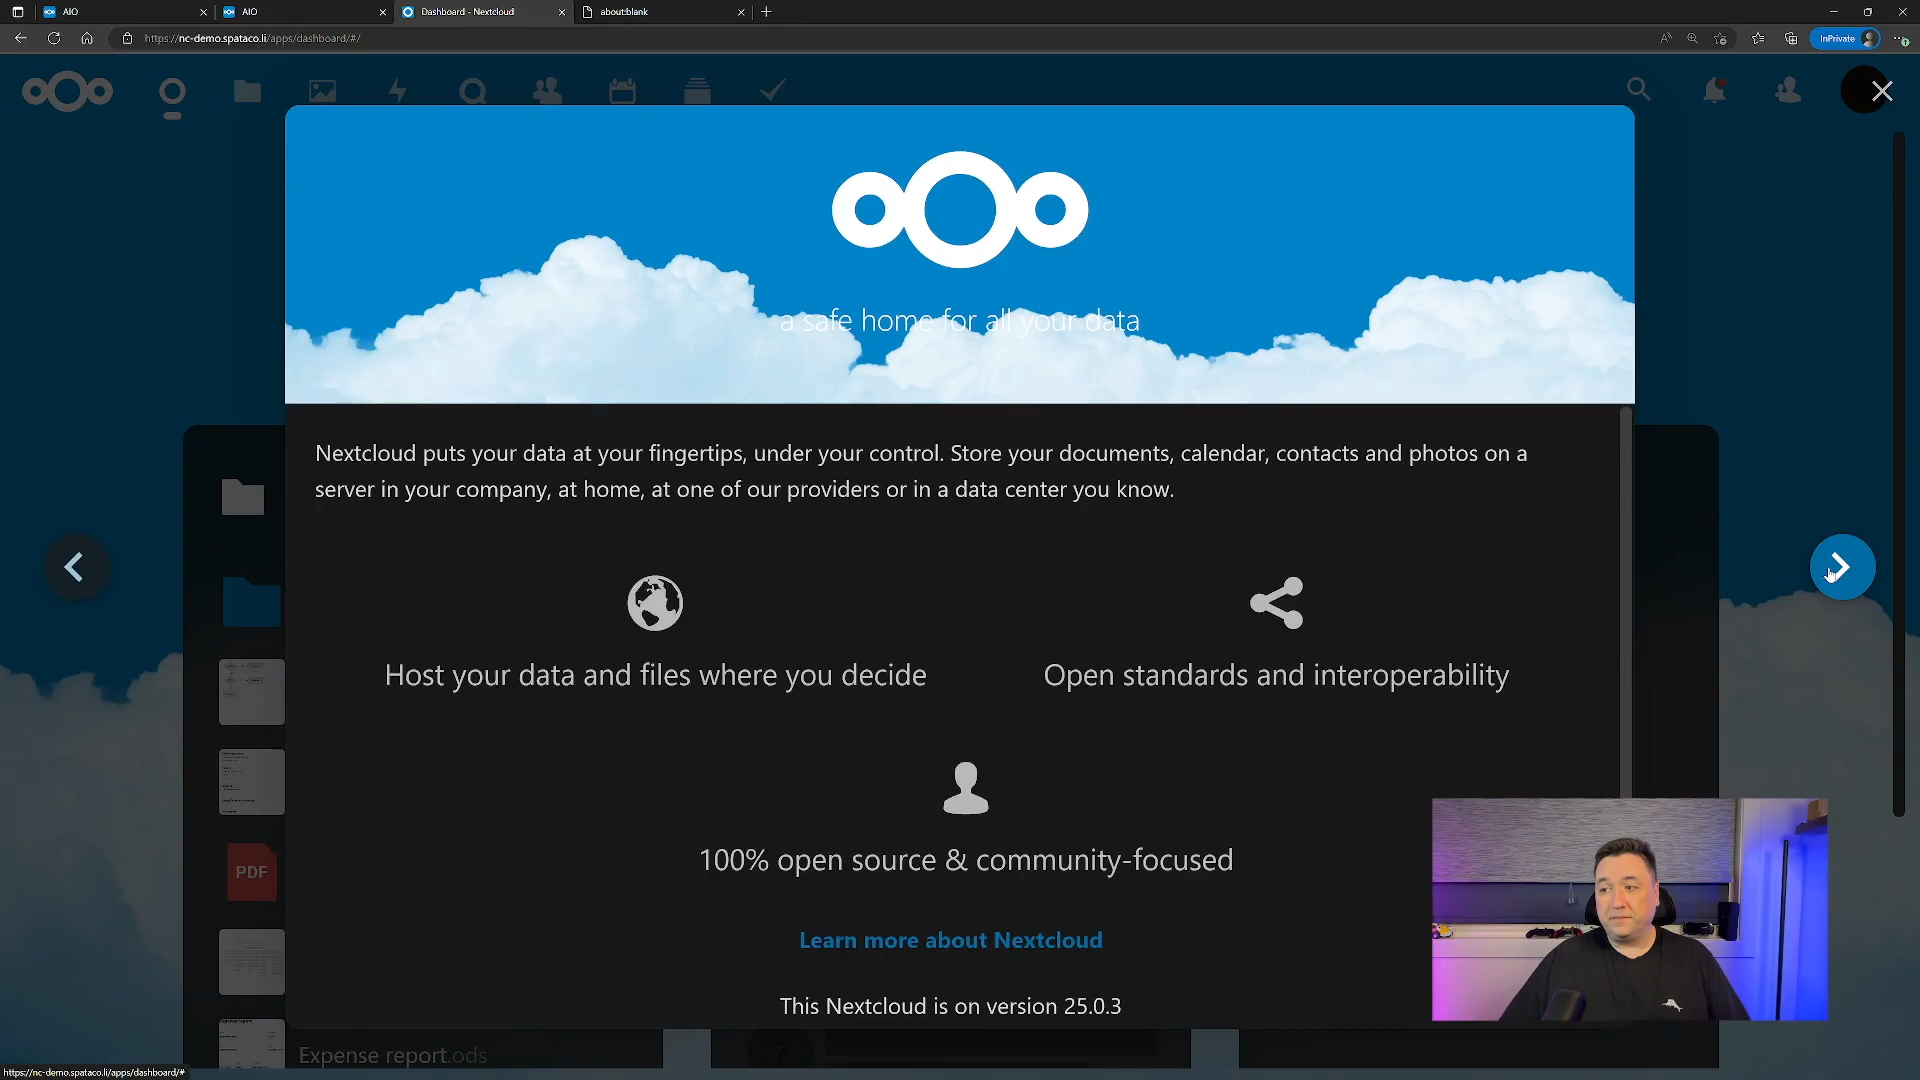 AIO
AIO
Dashboard - Nextcloud
about:blank
https://nc-demo.spataco.li/apps/dashboard/#/
InPrivate
a safe home for all your data
Nextcloud puts your data at your fingertips, under your control. Store your documents, calendar, contacts and photos on a
server in your company, at home, at one of our providers or in a data center you know.
Host your data and files where you decide
Open standards and interoperability
100% open source & community-focused
PDF
Learn more about Nextcloud
This Nextcloud is on version 25.0.3
Expense report
Expense report.ods
https://nc-demo.spataco.li/apps/dashboard/#